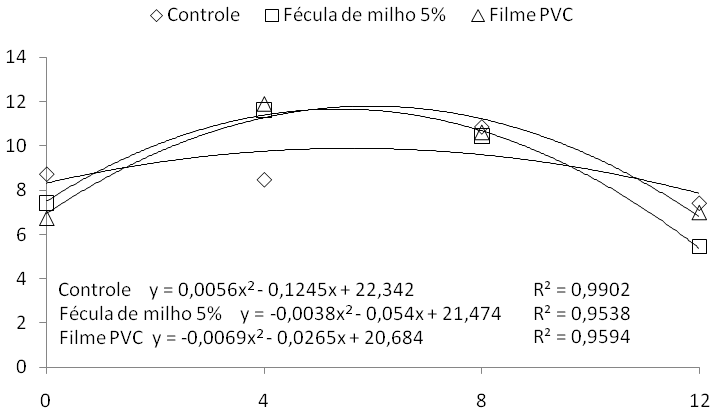 Controle Fécula de milho 5% Filme PVC
14
12
10
8
6
4
2
0
Controle y = 0,0056x² - 0,1245x + 22,342 R² = 0,9902
Fécula de milho 5% y = -0,0038x² - 0,054x + 21,474 R² = 0,9538
Filme PVC y = -0,0069x² - 0,0265x + 20,684 R² = 0,9594
0 4 8 12